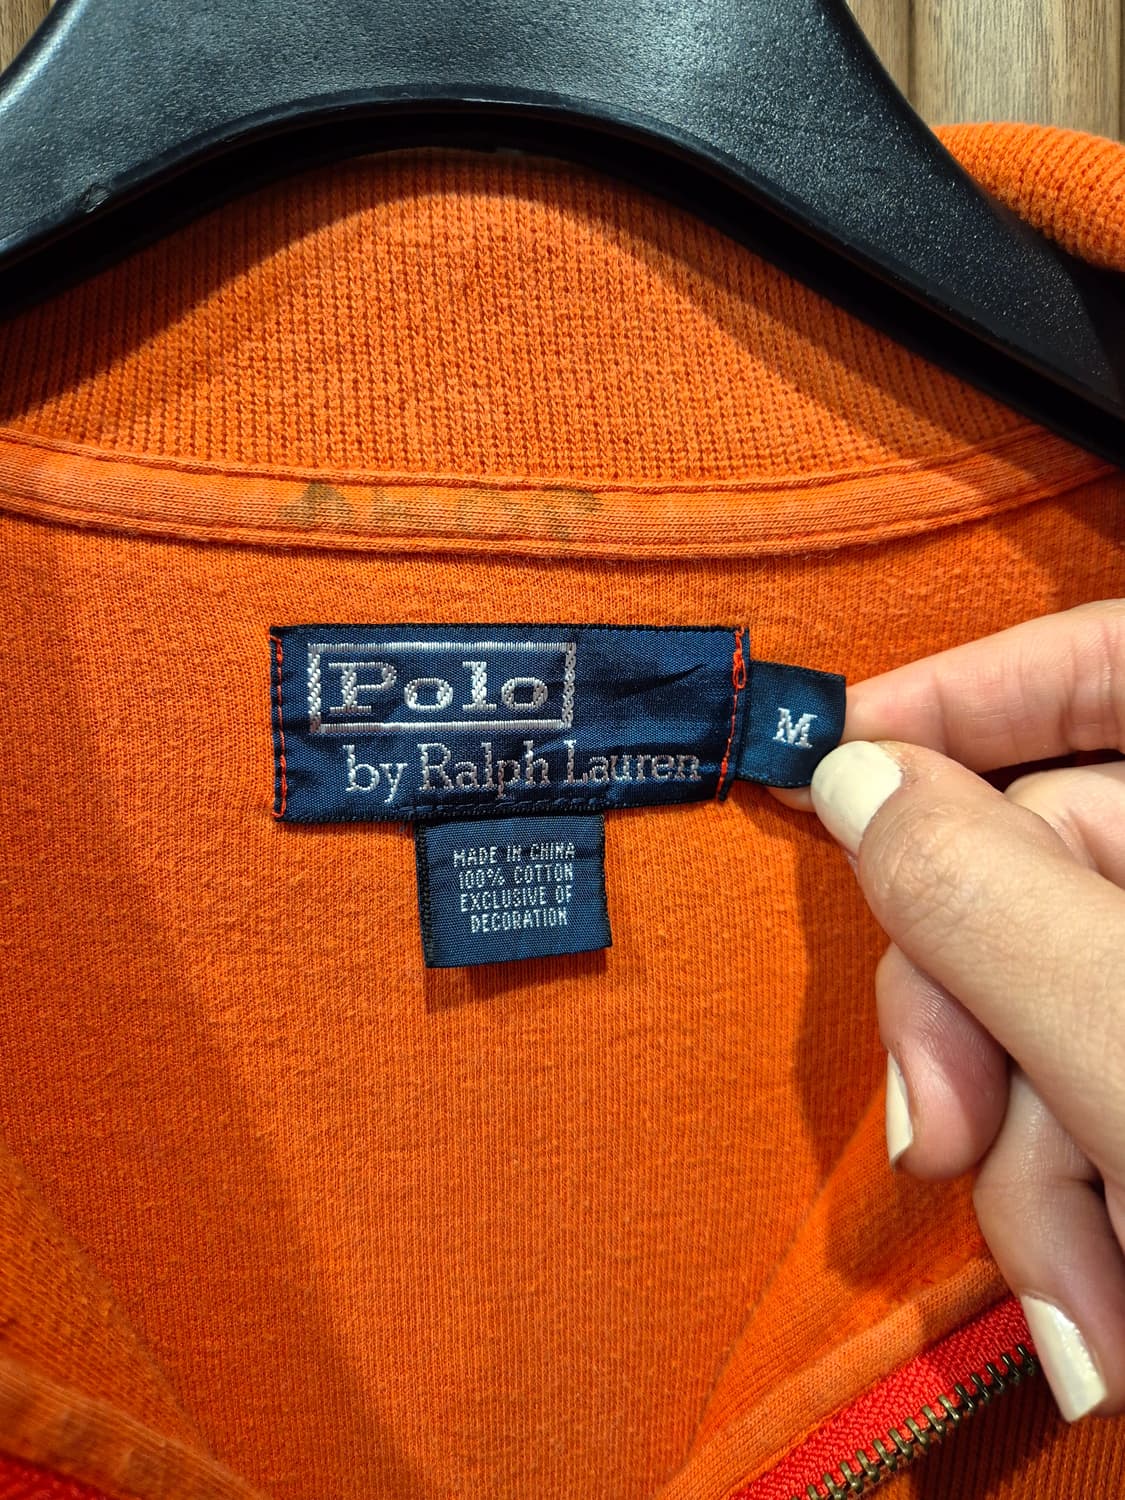 Polo
by Ralph Lauren
M
MADE IN CHINA
100% COTTON
EXCLUSIVE OF
DECORATION